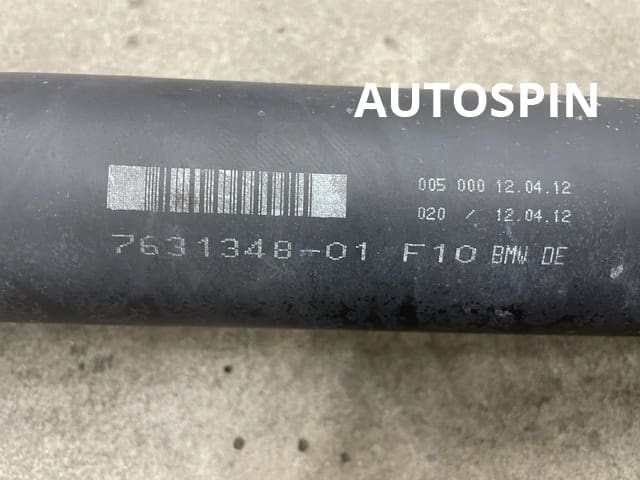 AUTOSPIN
005 000 12.04.12
020 / 12.04.12
7631348-01 F10 BMW DE